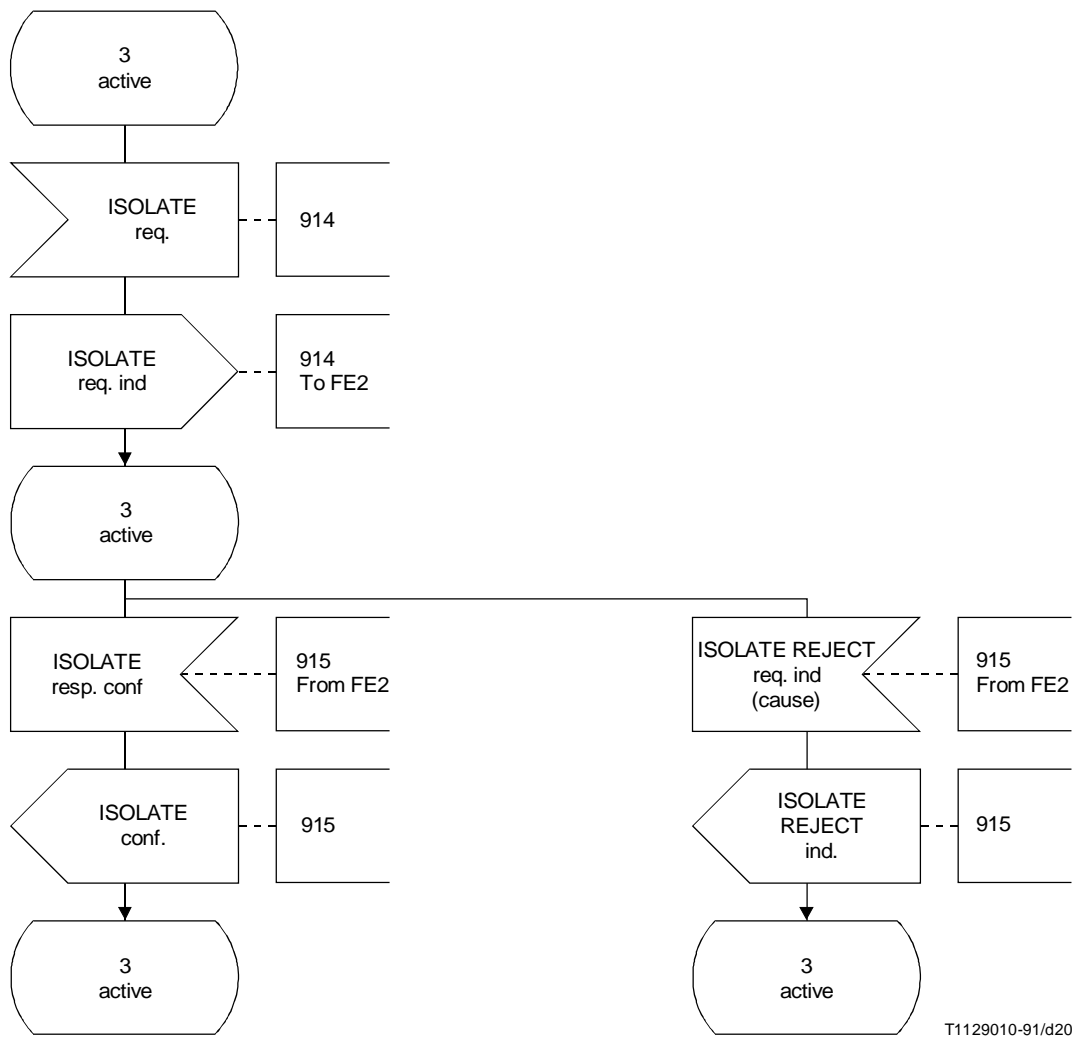 3
active
ISOLATE
req.
914
ISOLATE
req. ind
914
To FE2
3
active
ISOLATE
resp. conf
915
From FE2
ISOLATE REJECT
req. ind
(cause)
915
From FE2
ISOLATE
conf.
915
ISOLATE
REJECT
ind.
915
3
active
3
active
T1129010-91/d20